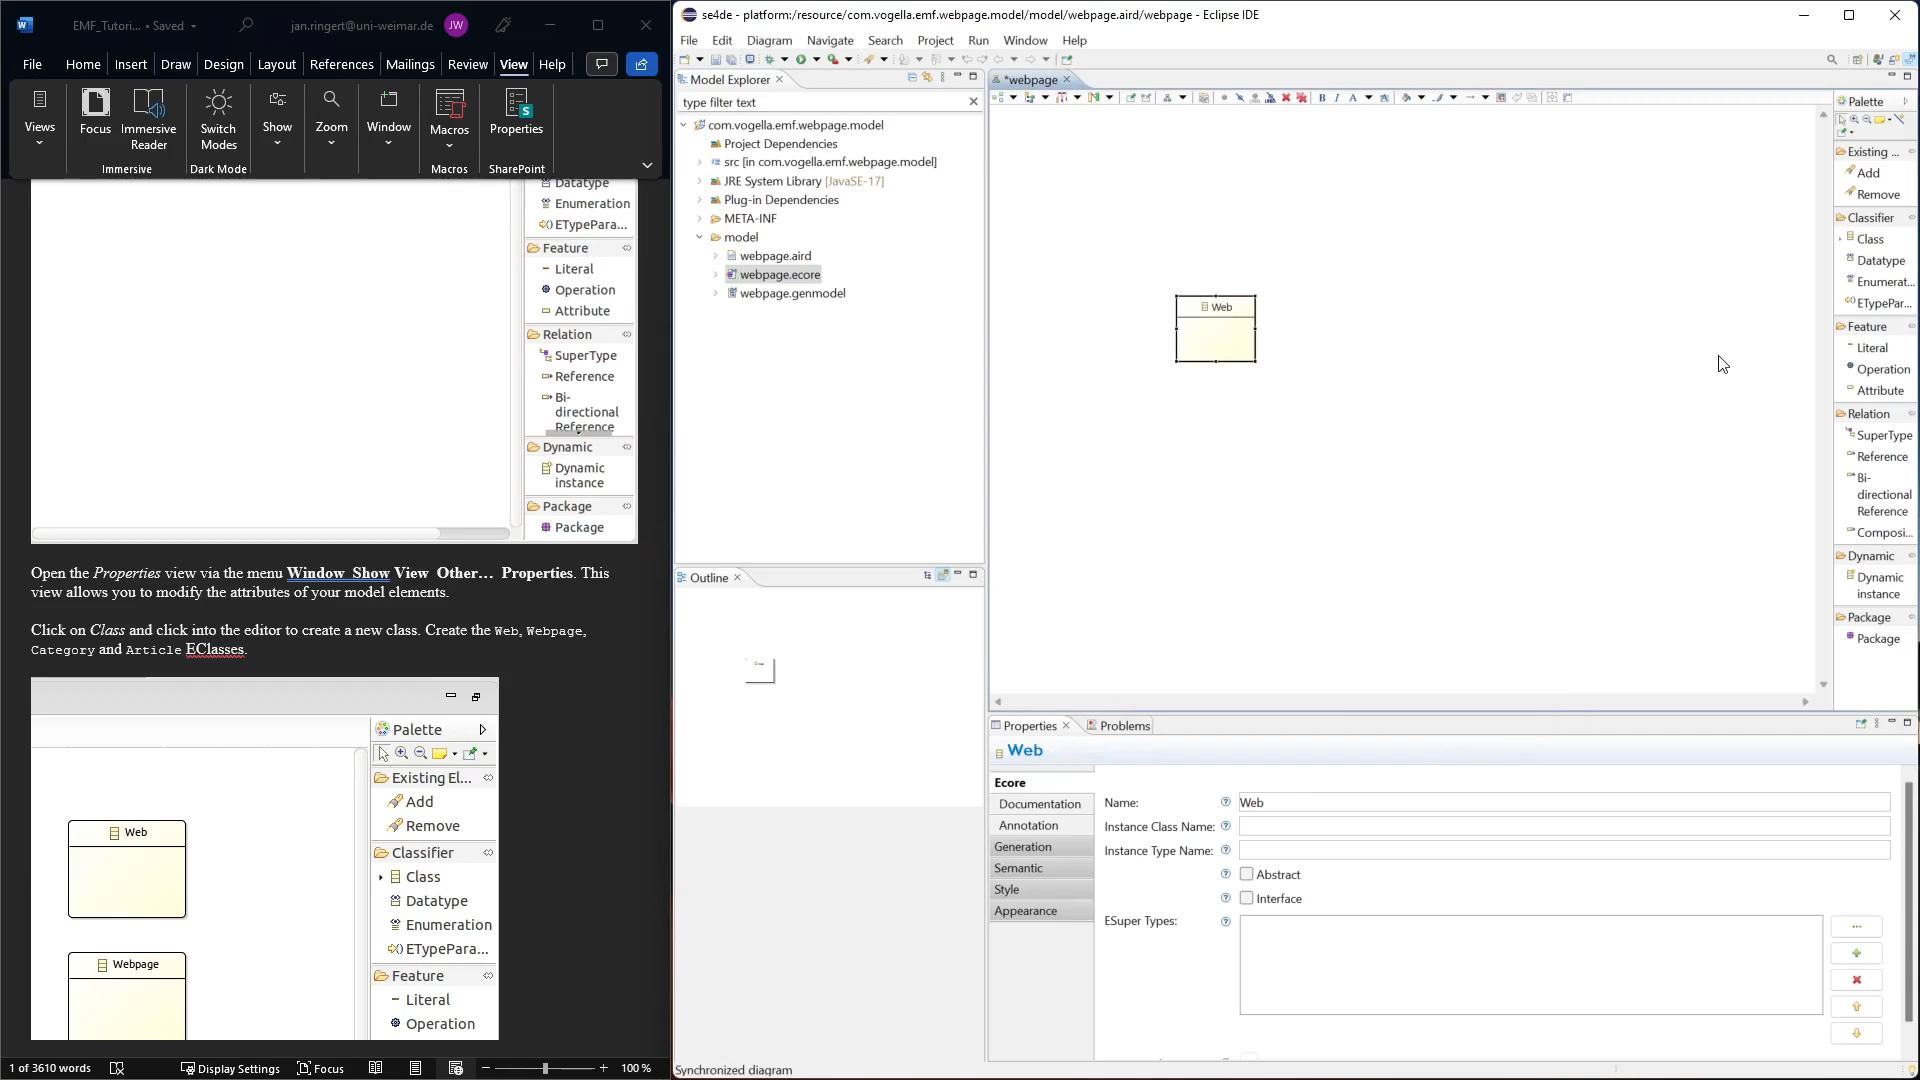 EMF_Tutori... • Saved
jan.ringert@uni-weimar.de
JW
File Home Insert Draw Design Layout References Mailings Review View Help
Views
Focus
Immersive
Reader
Switch
Modes
Show
Zoom
Window
Macros
Properties
Immersive
Dark Mode
Macros
SharePoint
Datatype
Enumeration
ETypePara...
Feature
Literal
Operation
Attribute
Relation
SuperType
Reference
Bi-
directional
Reference
Dynamic
Dynamic
instance
Package
Package
Open the Properties view via the menu Window Show View Other… Properties. This
view allows you to modify the attributes of your model elements.
Click on Class and click into the editor to create a new class. Create the Web, Webpage,
Category and Article EClasses.
Palette
Existing El...
Add
Remove
Classifier
Class
Datatype
Enumeration
ETypePara...
Feature
Literal
Operation
Web
Webpage
1 of 3610 words
Display Settings
Focus
100 %
se4de - platform:/resource/com.vogella.emf.webpage.model/model/webpage.aird/webpage - Eclipse IDE
File Edit Diagram Navigate Search Project Run Window Help
Model Explorer
type filter text
com.vogella.emf.webpage.model
Project Dependencies
src [in com.vogella.emf.webpage.model]
JRE System Library [JavaSE-17]
Plug-in Dependencies
META-INF
model
webpage.aird
webpage.ecore
webpage.genmodel
Outline
*webpage
B I A
Web
Palette
Existing ...
Add
Remove
Classifier
Class
Datatype
Enumerat...
ETypePar...
Feature
Literal
Operation
Attribute
Relation
SuperType
Reference
Bi-
directional
Reference
Composi...
Dynamic
Dynamic
instance
Package
Package
Properties
Problems
Web
Ecore
Documentation
Annotation
Generation
Semantic
Style
Appearance
Name: Web
Instance Class Name:
Instance Type Name:
Abstract
Interface
ESuper Types:
Synchronized diagram